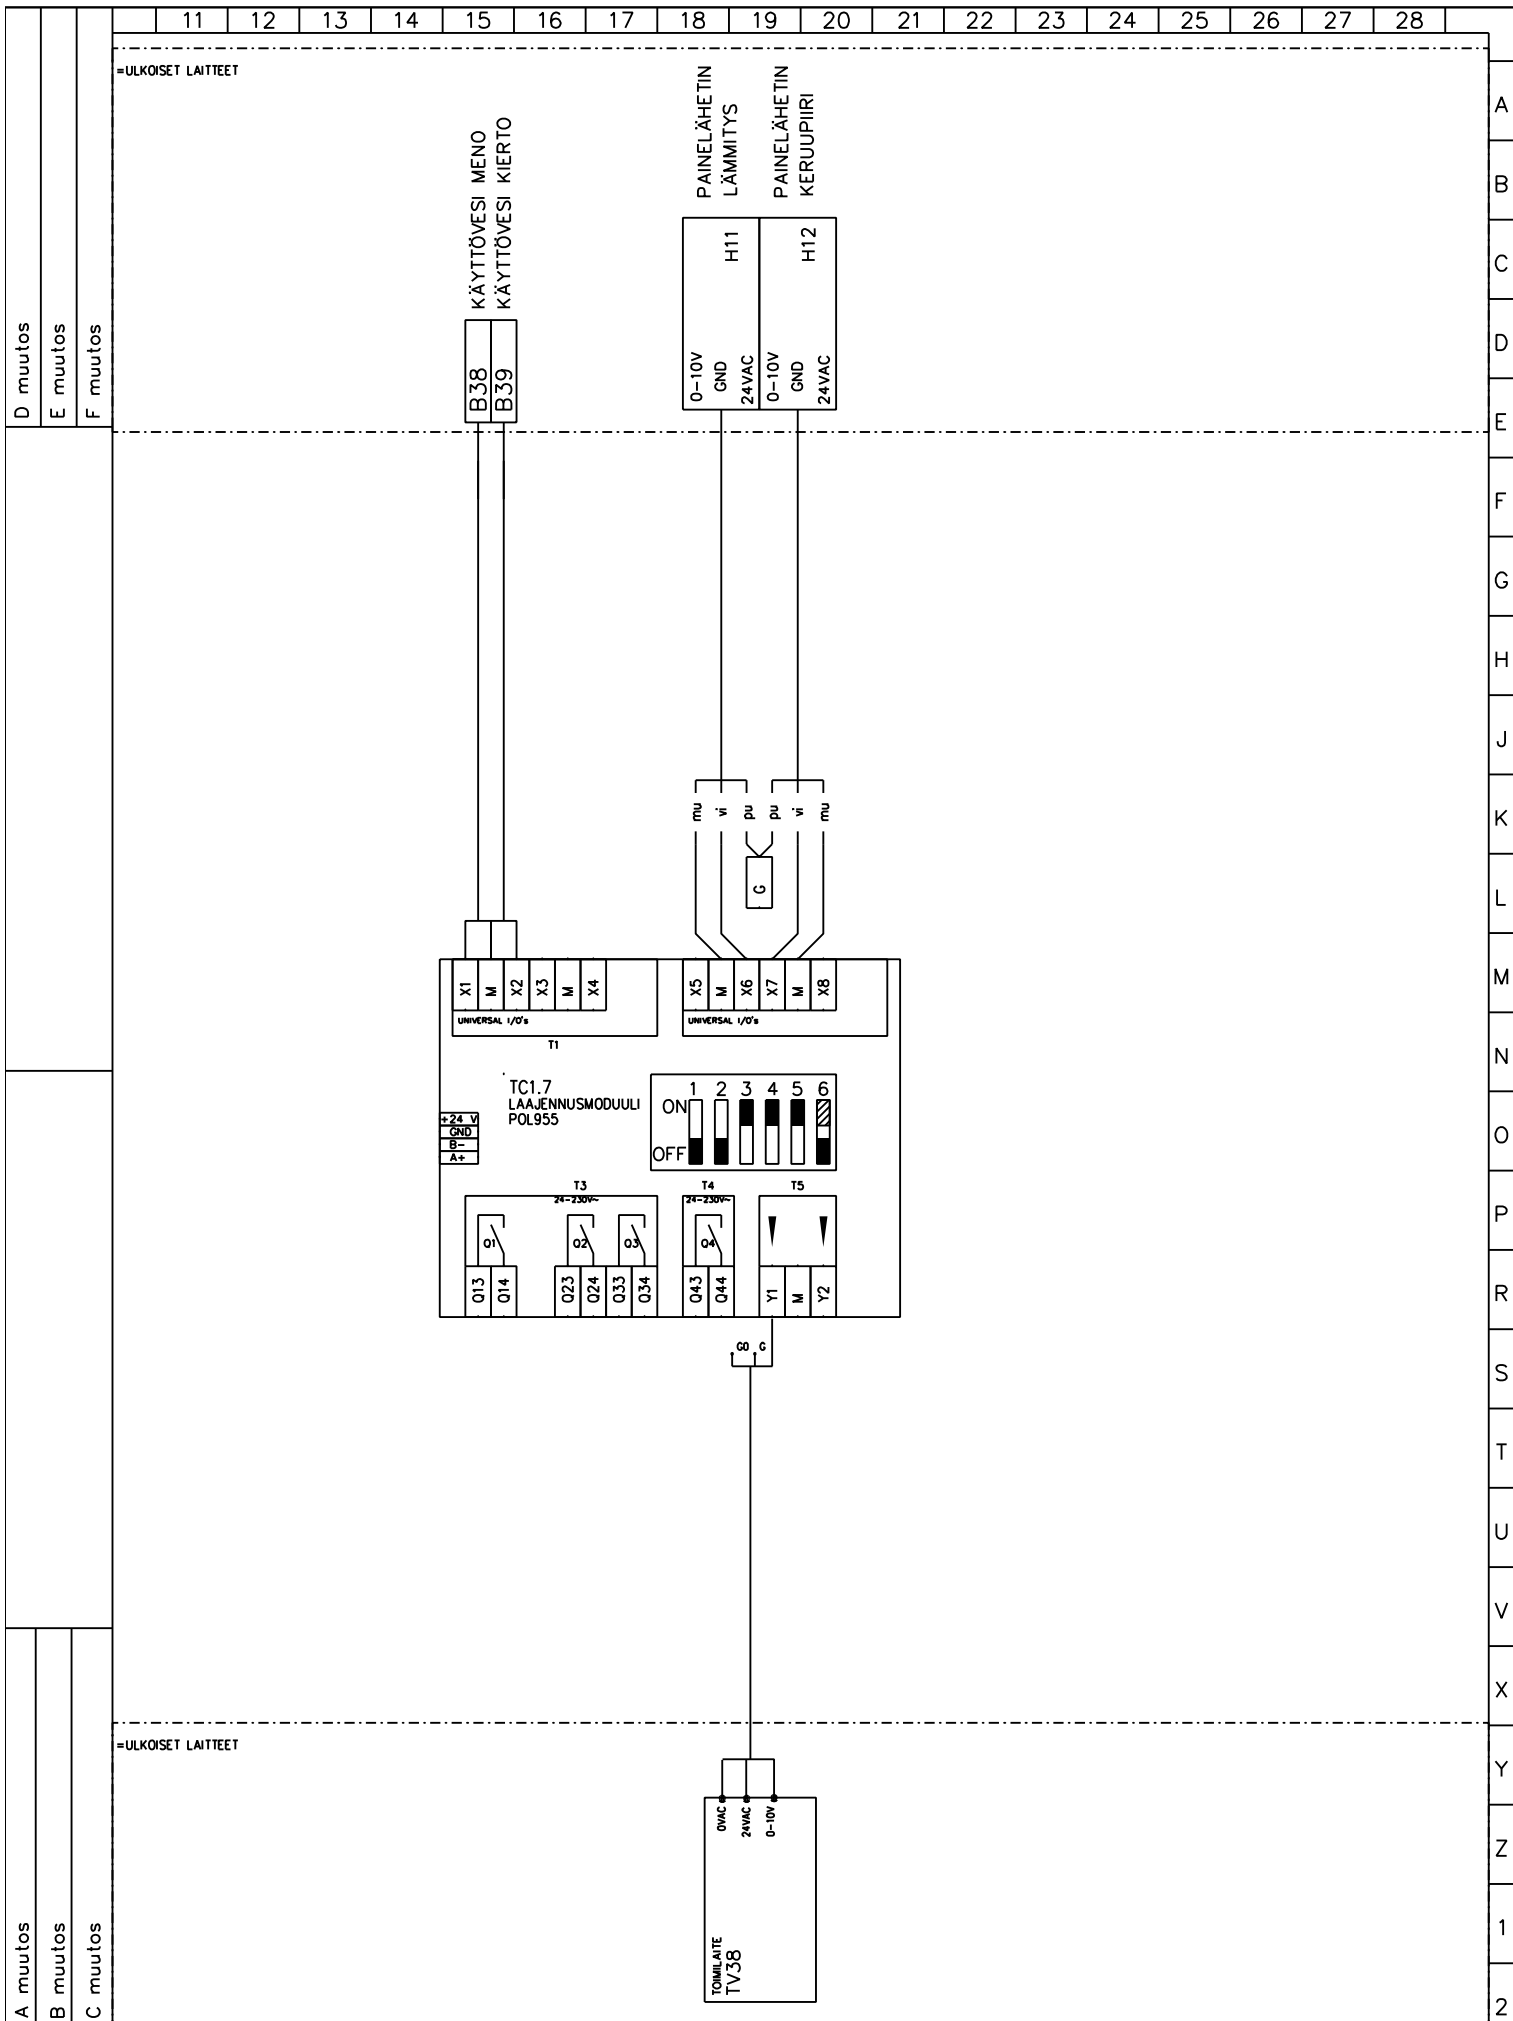 11 12 13 14 15 16 17 18 19 20 21 22 23 24 25 26 27 28
=ULKOISET LAITTEET
D muutos
E muutos
F muutos
A
B
C
D
E
F
G
H
J
K
L
M
N
O
P
R
S
T
U
V
X
Y
Z
1
2
KÄYTTÖVESI MENO
KÄYTTÖVESI KIERTO
B38
B39
PAINELÄHETIN
LÄMMITYS
PAINELÄHETIN
KERUUPIIRI
H11
H12
0-10V
GND
24VAC
0-10V
GND
24VAC
mu vi pu pu vi mu
G
X1 M X2 X3 M X4
UNIVERSAL I/O's
T1
X5 M X6 X7 M X8
UNIVERSAL I/O's
TC1.7
LAAJENNUSMODUULI
POL955
1 2 3 4 5 6
ON
OFF
+24 V
GND
B-
A+
T3
24-230V~
T4
24-230V~
T5
Q1 Q2 Q3 Q4
Q13 Q14 Q23 Q24 Q33 Q34 Q43 Q44 Y1 M Y2
G0 G
=ULKOISET LAITTEET
0VAC
24VAC
0-10V
TOIMILAITE
TV38
A muutos
B muutos
C muutos